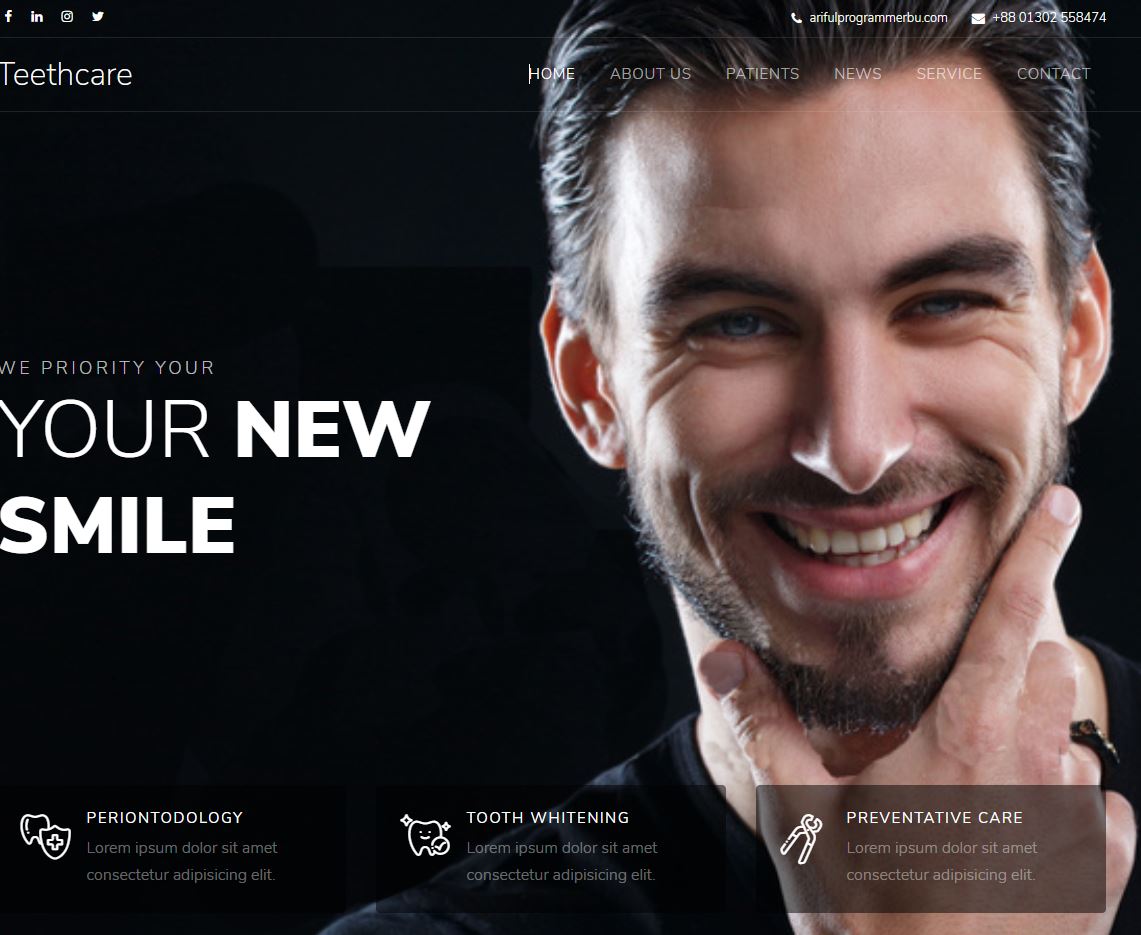 arifulprogrammerbu.com +88 01302 558474
Teethcare HOME ABOUT US PATIENTS NEWS SERVICE CONTACT
WE PRIORITY YOUR
YOUR NEW
SMILE
PERIONTODOLOGY
Lorem ipsum dolor sit amet
consectetur adipisicing elit.
TOOTH WHITENING
Lorem ipsum dolor sit amet
consectetur adipisicing elit.
PREVENTATIVE CARE
Lorem ipsum dolor sit amet
consectetur adipisicing elit.